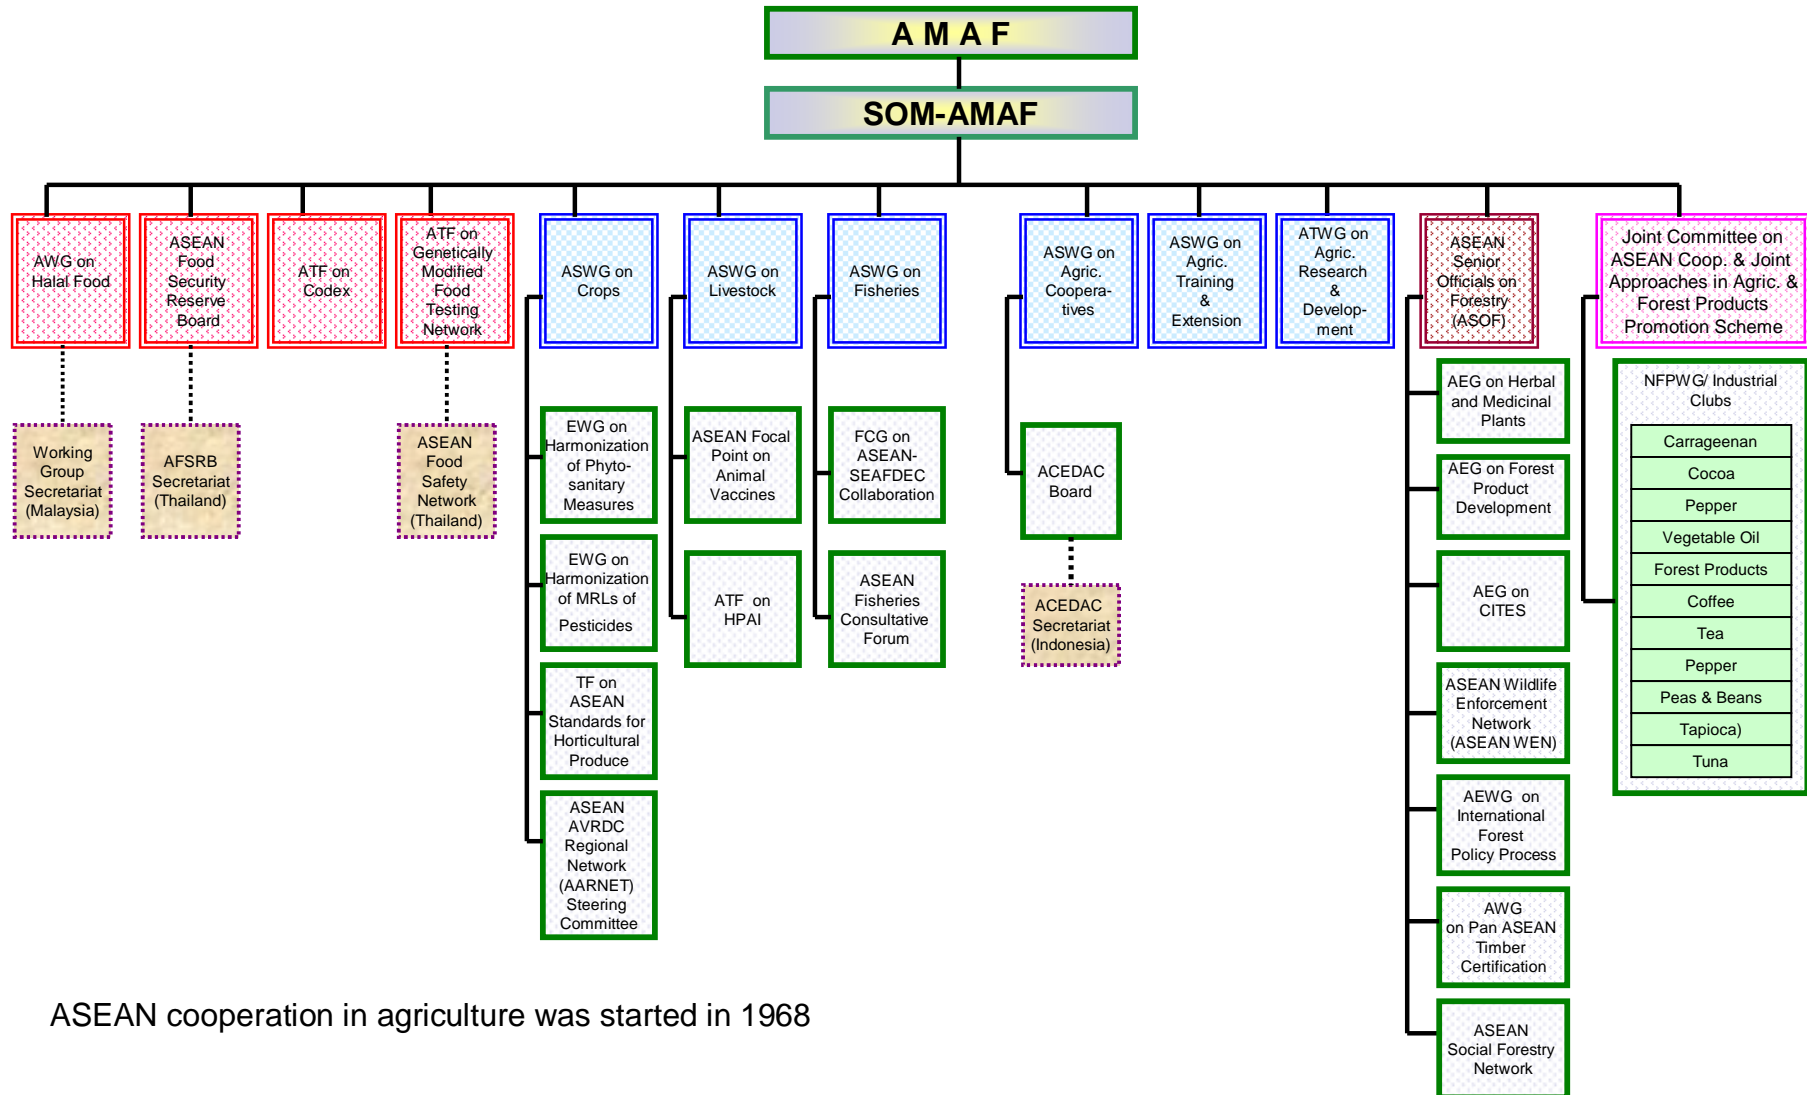 A M A F
SOM-AMAF
AWG on
Halal Food
ASEAN
Food
Security
Reserve
Board
ATF on
Codex
ATF on
Genetically
Modified
Food
Testing
Network
ASWG on
Crops
ASWG on
Livestock
ASWG on
Fisheries
ASWG on
Agric.
Coopera-
tives
ASWG on
Agric.
Training
&
Extension
ATWG on
Agric.
Research
&
Develop-
ment
ASEAN
Senior
Officials on
Forestry
(ASOF)
Joint Committee on
ASEAN Coop. & Joint
Approaches in Agric. &
Forest Products
Promotion Scheme
Working
Group
Secretariat
(Malaysia)
AFSRB
Secretariat
(Thailand)
ASEAN
Food
Safety
Network
(Thailand)
EWG on
Harmonization
of Phyto-
sanitary
Measures
EWG on
Harmonization
of MRLs of
Pesticides
TF on
ASEAN
Standards for
Horticultural
Produce
ASEAN
AVRDC
Regional
Network
(AARNET)
Steering
Committee
ASEAN Focal
Point on
Animal
Vaccines
ATF on
HPAI
FCG on
ASEAN-
SEAFDEC
Collaboration
ASEAN
Fisheries
Consultative
Forum
ACEDAC
Board
ACEDAC
Secretariat
(Indonesia)
AEG on Herbal
and Medicinal
Plants
AEG on Forest
Product
Development
AEG on
CITES
ASEAN Wildlife
Enforcement
Network
(ASEAN WEN)
AEWG on
International
Forest
Policy Process
AWG
on Pan ASEAN
Timber
Certification
ASEAN
Social Forestry
Network
NFPWG/ Industrial
Clubs
Carrageenan
Cocoa
Pepper
Vegetable Oil
Forest Products
Coffee
Tea
Pepper
Peas & Beans
Tapioca)
Tuna
ASEAN cooperation in agriculture was started in 1968